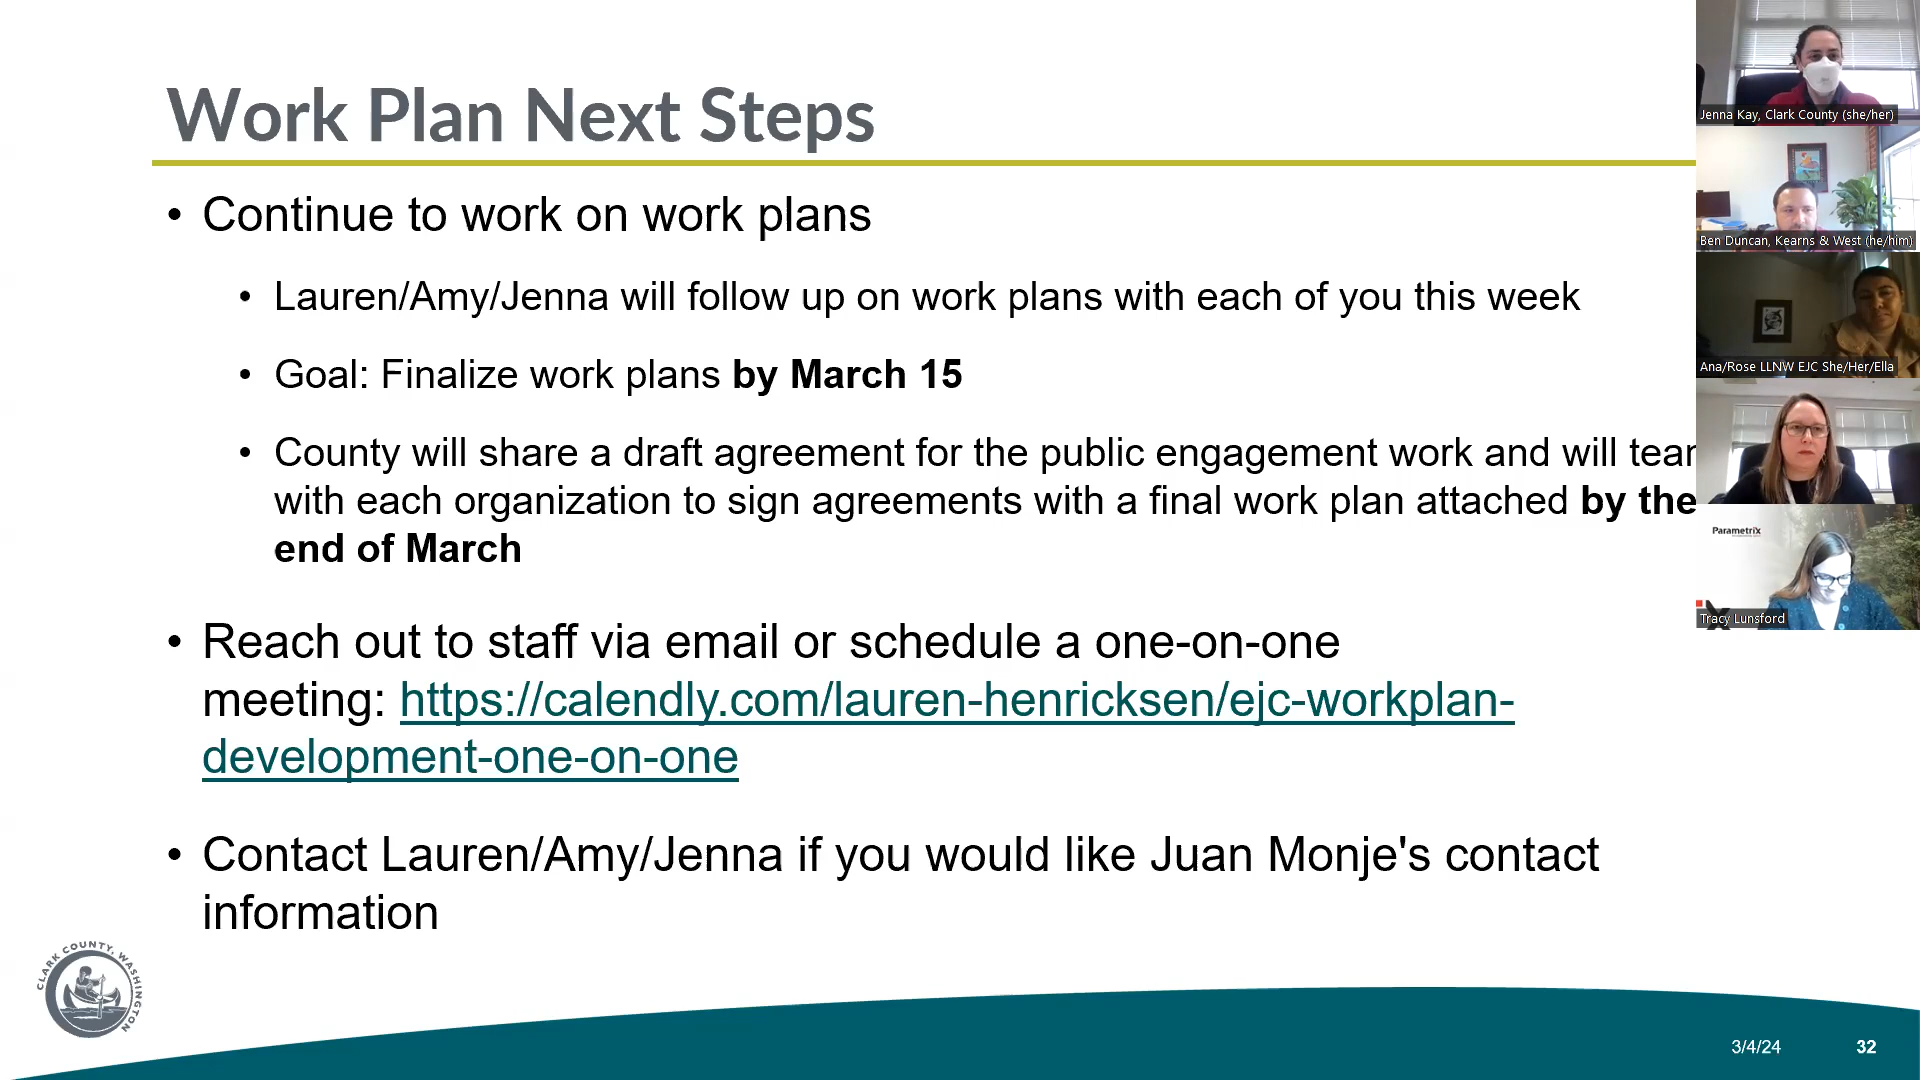 Work Plan Next Steps
• Continue to work on work plans
• Lauren/Amy/Jenna will follow up on work plans with each of you this week
• Goal: Finalize work plans by March 15
• County will share a draft agreement for the public engagement work and will
with each organization to sign agreements with a final work plan attached by the
end of March
• Reach out to staff via email or schedule a one-on-one
meeting: https://calendly.com/lauren-henricksen/ejc-workplan-
development-one-on-one
• Contact Lauren/Amy/Jenna if you would like Juan Monje's contact
information
CLARK COUNTY, WASHINGTON
3/4/24
32
Jenna Kay, Clark County (she/her)
Ben Duncan, Kearns & West (he/him)
Ana/Rose LLNW EJC She/Her/Ella
Parametrix
Tracy Lunsford